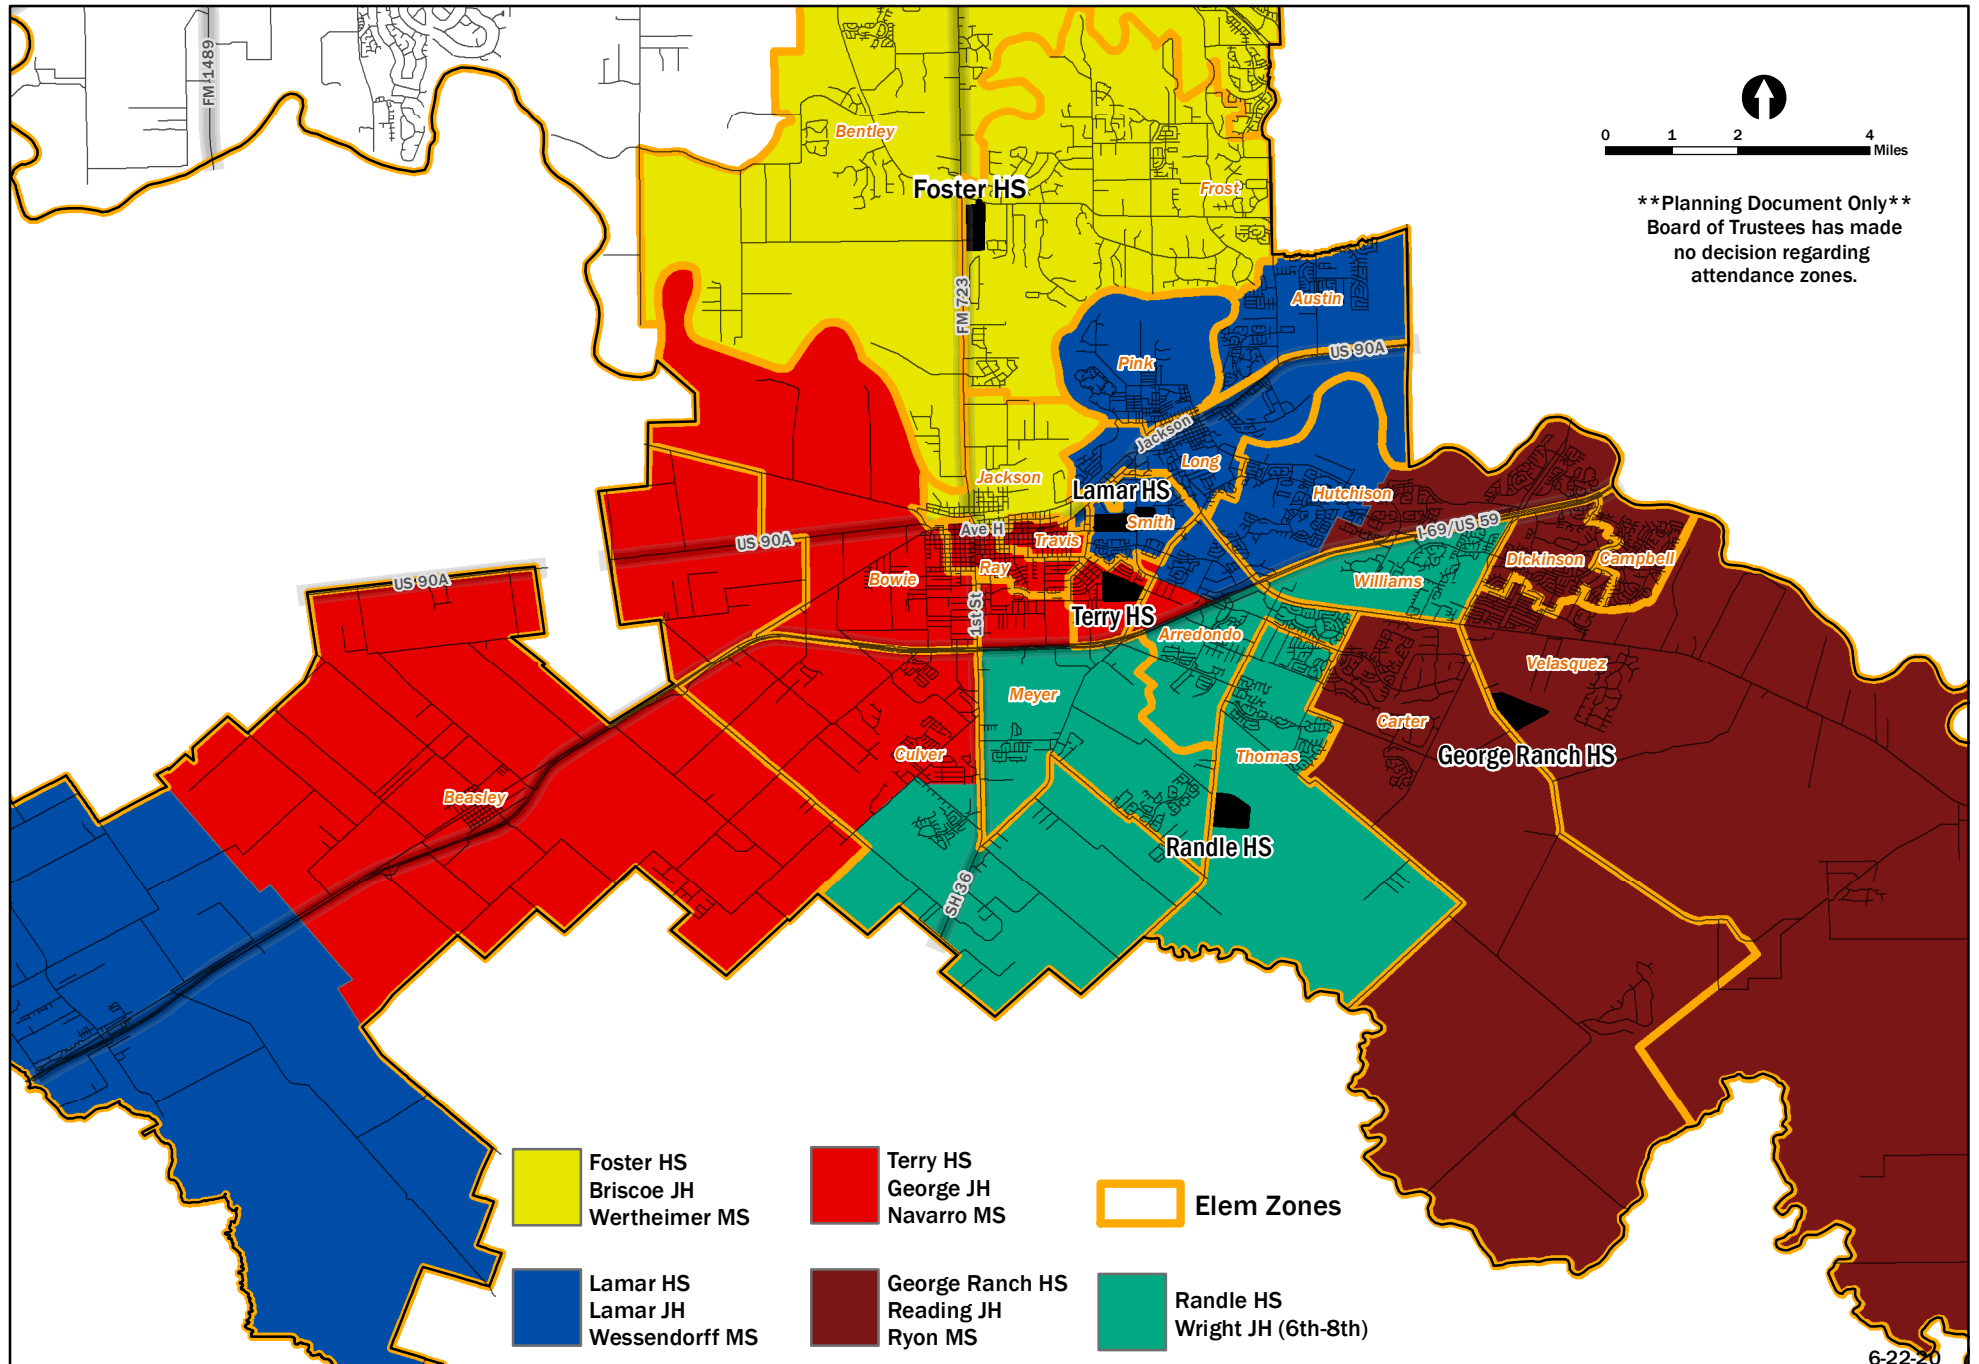 FM 1489
0 1 2 4
Miles
**Planning Document Only**
Board of Trustees has made
no decision regarding
attendance zones.
Bentley
Foster HS
Frost
FM 723
Austin
US 90A
Pink
Jackson
Long
Jackson
Lamar HS
Hutchison
Smith
I-69/US 59
Ave H
Travis
US 90A
Ray
Bowie
US 90A
Dickinson
Campbell
Williams
1st St
Terry HS
Arredondo
Velasquez
Meyer
Carter
Culver
Thomas
George Ranch HS
Beasley
Randle HS
SH 36
Foster HS
Briscoe JH
Wertheimer MS
Terry HS
George JH
Navarro MS
Elem Zones
Lamar HS
Lamar JH
Wessendorff MS
George Ranch HS
Reading JH
Ryon MS
Randle HS
Wright JH (6th-8th)
6-22-20